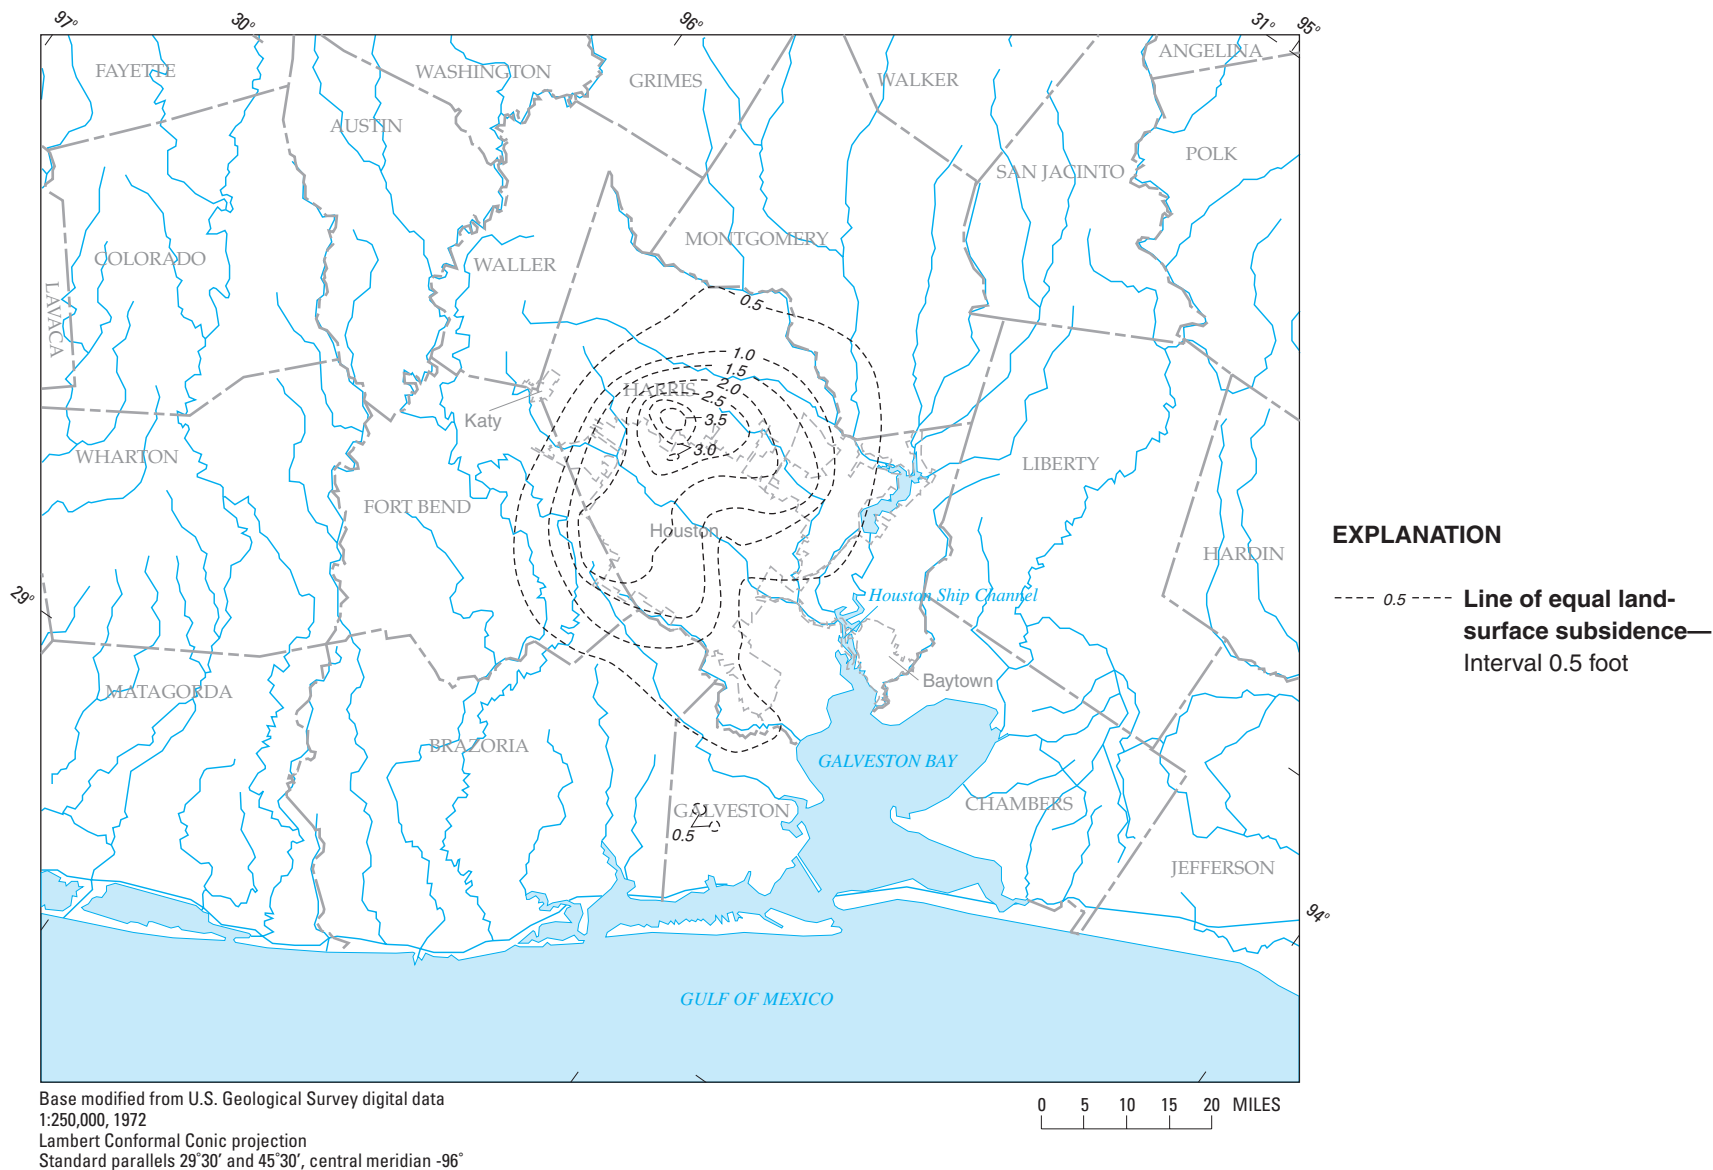 97°
30°
96°
31°
95°
FAYETTE
WASHINGTON
GRIMES
WALKER
ANGELINA
AUSTIN
POLK
SAN JACINTO
COLORADO
WALLER
MONTGOMERY
LAVACA
0.5
1.0
1.5
2.0
2.5
3.5
3.0
HARRIS
Katy
WHARTON
LIBERTY
FORT BEND
Houston
HARDIN
29°
Houston Ship Channel
Baytown
MATAGORDA
BRAZORIA
GALVESTON BAY
CHAMBERS
GALVESTON
0.5
JEFFERSON
94°
GULF OF MEXICO
EXPLANATION
0.5 Line of equal land-
surface subsidence—
Interval 0.5 foot
Base modified from U.S. Geological Survey digital data
1:250,000, 1972
Lambert Conformal Conic projection
Standard parallels 29°30′ and 45°30′, central meridian -96°
0 5 10 15 20 MILES